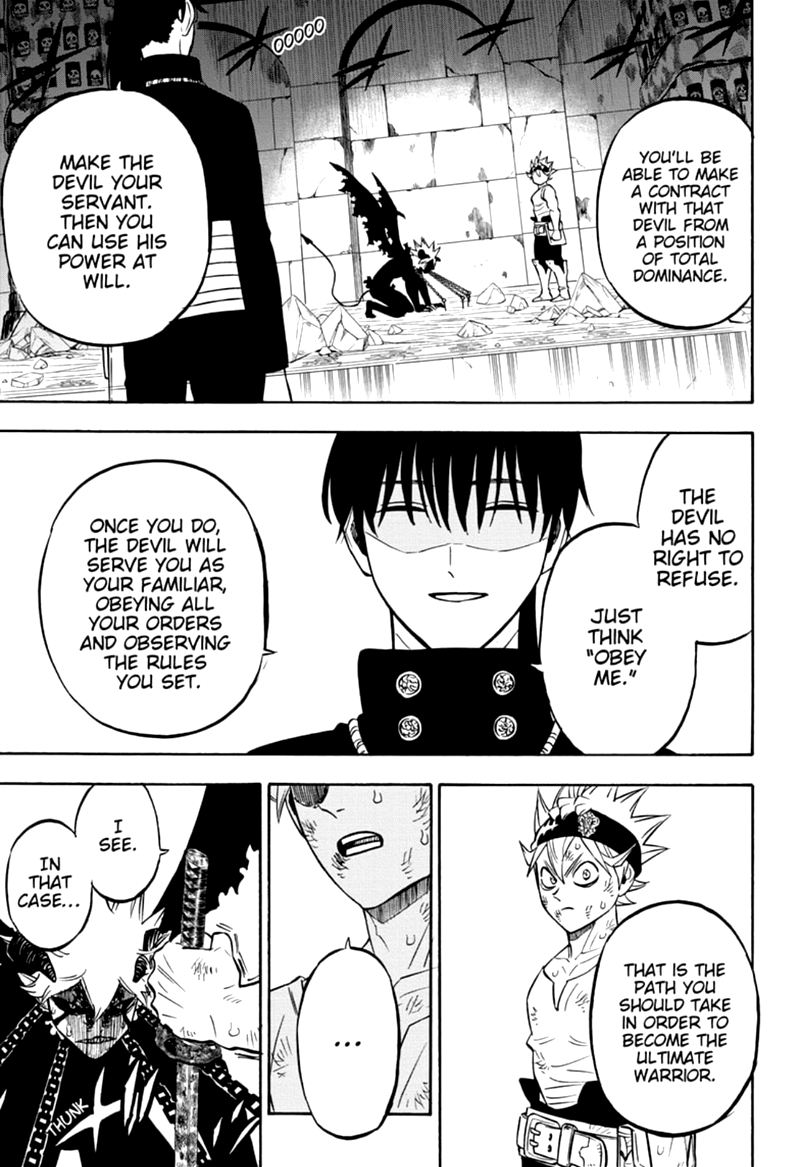 OOOOO
YOU'LL BE
ABLE TO MAKE
A CONTRACT
WITH THAT
DEVIL FROM
A POSITION
OF TOTAL
DOMINANCE.
MAKE THE
DEVIL YOUR
SERVANT.
THEN YOU
CAN USE HIS
POWER AT
WILL.
THE
DEVIL
HAS NO
RIGHT TO
REFUSE.
JUST
THINK
"OBEY
ME."
ONCE YOU DO,
THE DEVIL WILL
SERVE YOU AS
YOUR FAMILIAR,
OBEYING ALL
YOUR ORDERS
AND OBSERVING
THE RULES
YOU SET.
THAT IS THE
PATH YOU
SHOULD TAKE
IN ORDER TO
BECOME THE
ULTIMATE
WARRIOR.
...
I
SEE.
IN
THAT
CASE...
THUNK